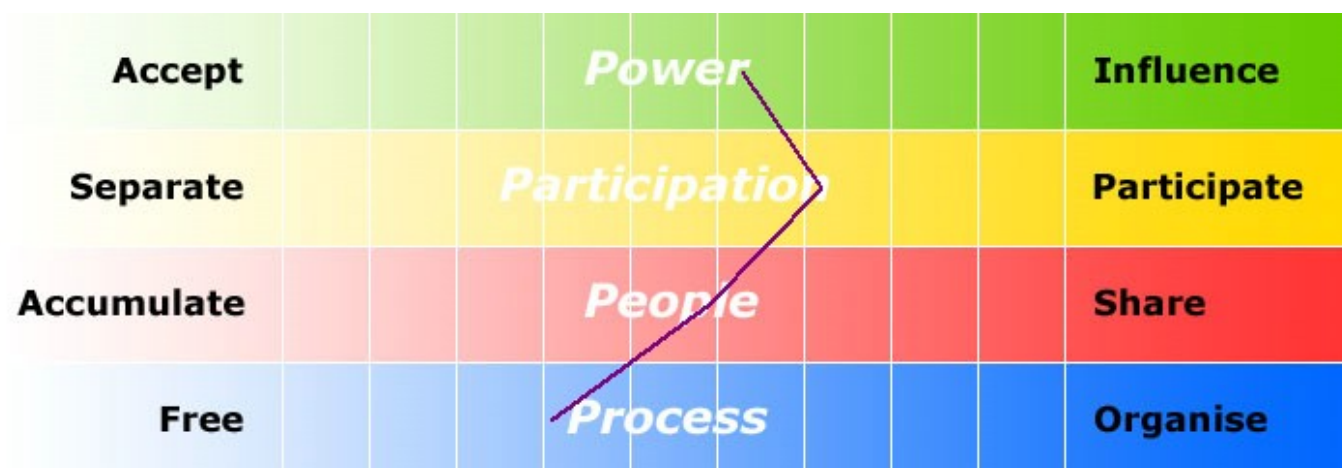 Accept Power Influence
Separate Participation Participate
Accumulate People Share
Free Process Organise